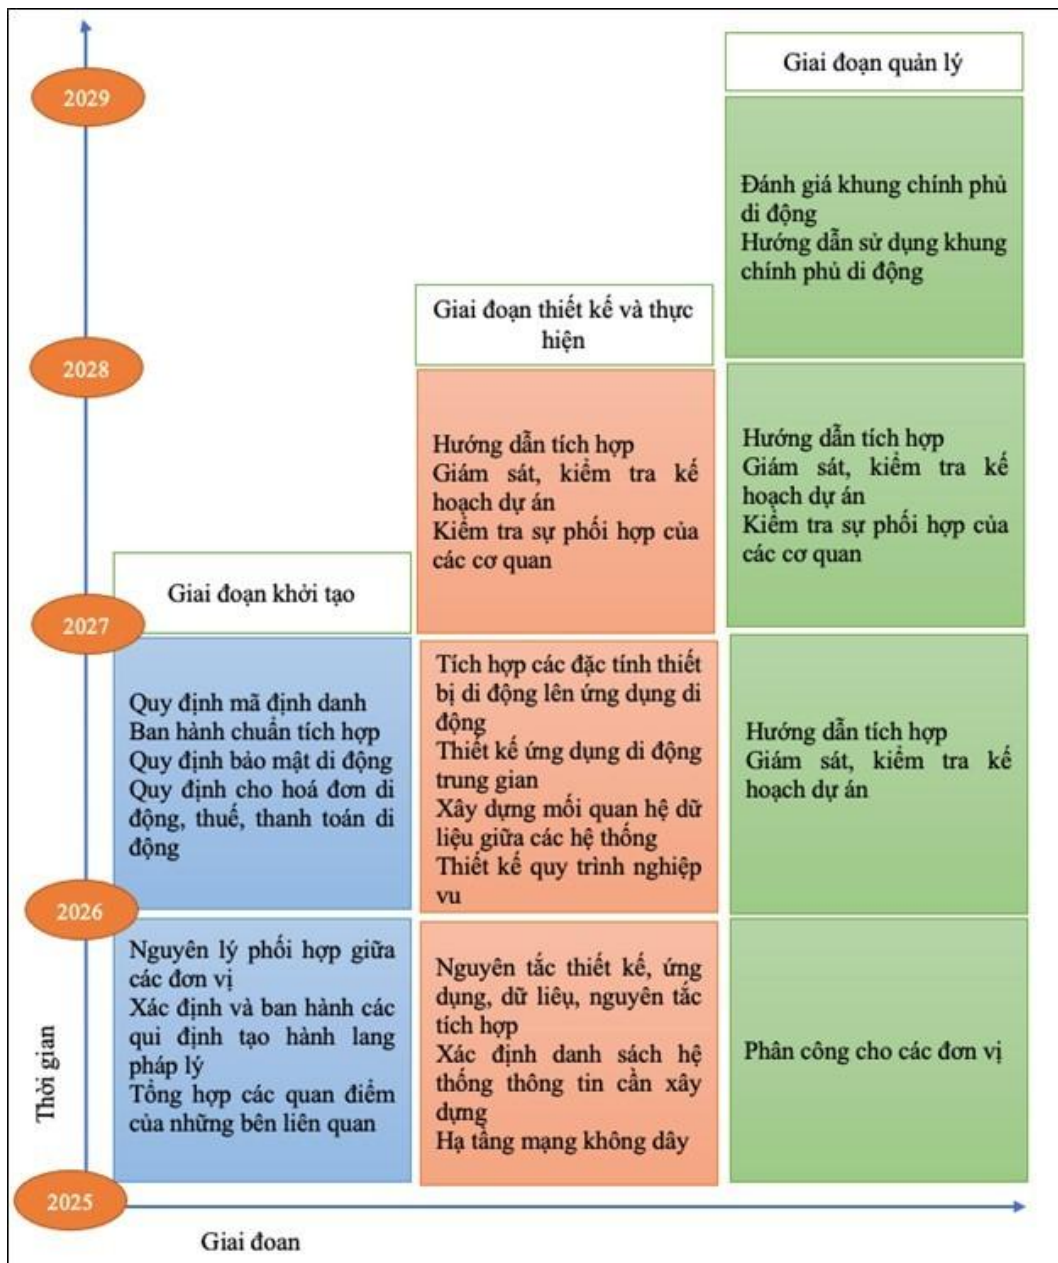 2029
Giai đoạn quản lý
Đánh giá khung chính phủ
di động
Hướng dẫn sử dụng khung
chính phủ di động
Giai đoạn thiết kế và thực
hiện
2028
Hướng dẫn tích hợp
Giám sát, kiểm tra kế
hoạch dự án
Kiểm tra sự phối hợp của
các cơ quan
Hướng dẫn tích hợp
Giám sát, kiểm tra kế
hoạch dự án
Kiểm tra sự phối hợp của
các cơ quan
Giai đoạn khởi tạo
2027
Quy định mã định danh
Ban hành chuẩn tích hợp
Quy định bảo mật di động
Quy định cho hoá đơn di
động, thuế, thanh toán di
động
Tích hợp các đặc tính thiết
bị di động lên ứng dụng di
động
Thiết kế ứng dụng di động
trung gian
Xây dựng mối quan hệ dữ
liệu giữa các hệ thống
Thiết kế quy trình nghiệp
vu
Hướng dẫn tích hợp
Giám sát, kiểm tra kế
hoạch dự án
2026
Nguyên lý phối hợp giữa
các đơn vị
Xác định và ban hành các
qui định tạo hành lang
pháp lý
Tổng hợp các quan điểm
của những bên liên quan
Nguyên tắc thiết kế, ứng
dụng, dữ liêụ, nguyên tắc
tích hợp
Xác định danh sách hệ
thống thông tin cần xây
dựng
Hạ tầng mạng không dây
Phân công cho các đơn vị
Thời gian
2025
Giai đoan